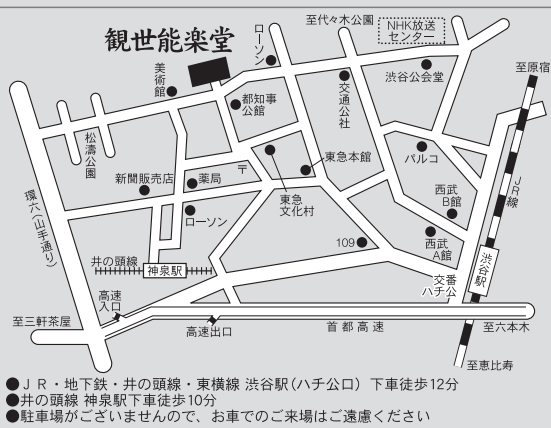 至代々木公園
NHK放送
センター
ローソン
観世能楽堂
美術館
都知事
公館
交通公社
渋谷公会堂
至原宿
松濤公園
〒
東急本館
パルコ
JR線
新聞販売店
薬局
東急
文化村
西武
B館
環六(山手通り)
ローソン
109
西武
A館
井の頭線
神泉駅
渋谷駅
交番
ハチ公
高速
入口
至三軒茶屋
高速出口
首都高速
至六本木
至恵比寿
●JR・地下鉄・井の頭線・東横線 渋谷駅(ハチ公口) 下車徒歩12分
●井の頭線 神泉駅下車徒歩10分
●駐車場がございませんので、お車でのご来場はご遠慮ください